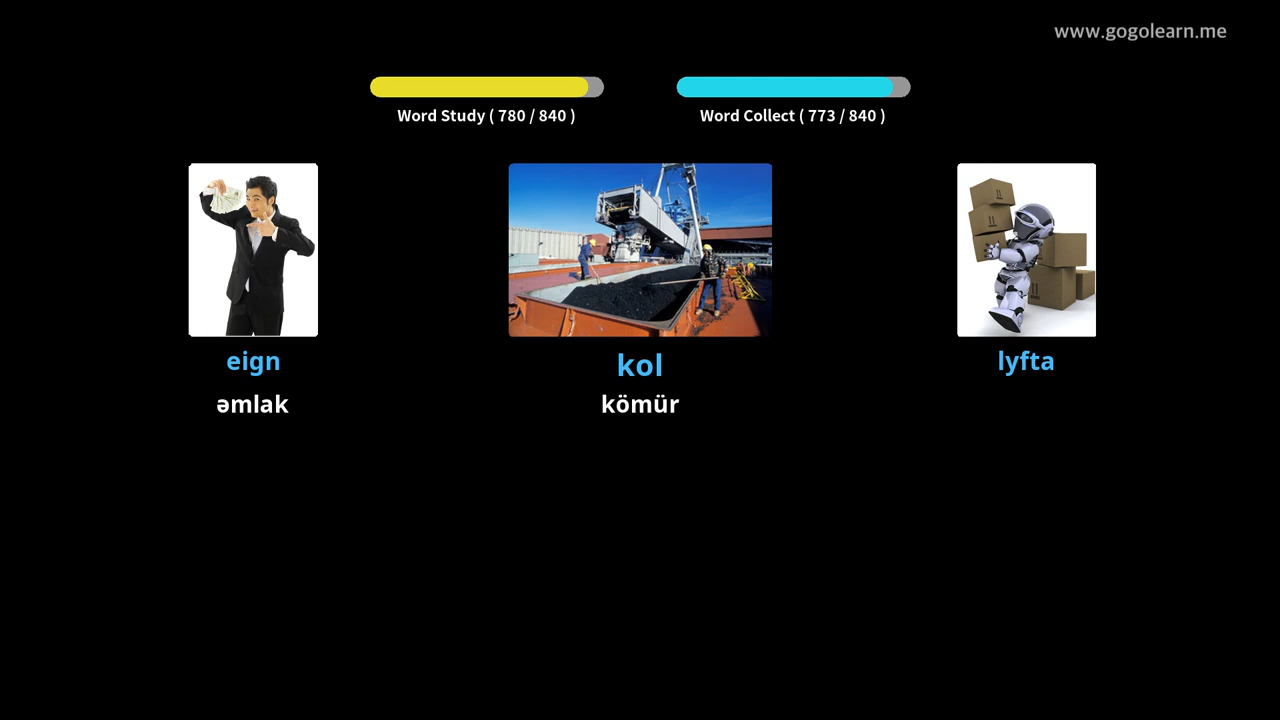 www.gogolearn.me
Word Study ( 780 / 840 )
Word Collect ( 773 / 840 )
eign
kol
lyfta
əmlak
kömür